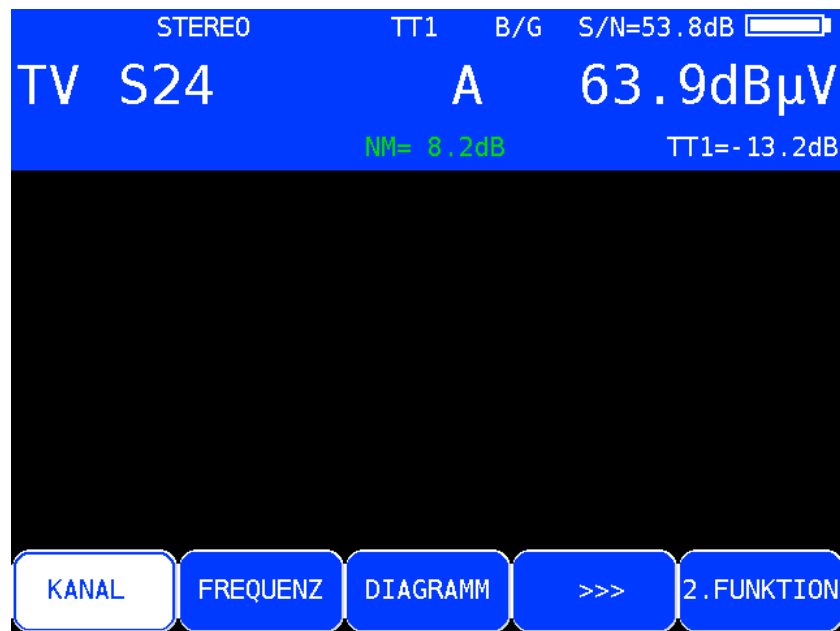 STEREO TT1 B/G S/N=53.8dB
TV S24 A 63.9dBµV
NM= 8.2dB TT1=-13.2dB
KANAL FREQUENZ DIAGRAMM >>> 2.FUNKTION